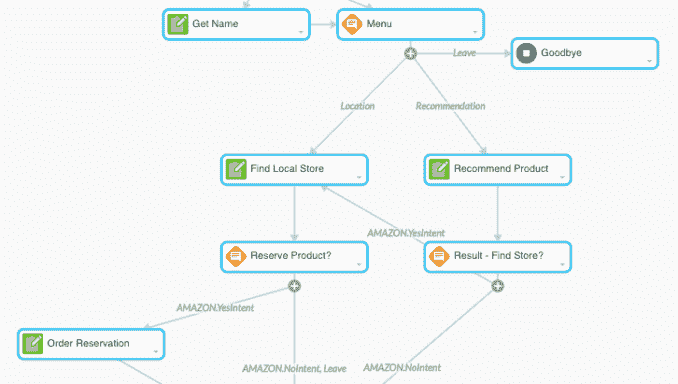 Get Name
Menu
Leave
Goodbye
Location
Recommendation
Find Local Store
Recommend Product
AMAZON.YesIntent
Reserve Product?
Result - Find Store?
AMAZON.YesIntent
Order Reservation
AMAZON.NoIntent, Leave
AMAZON.NoIntent